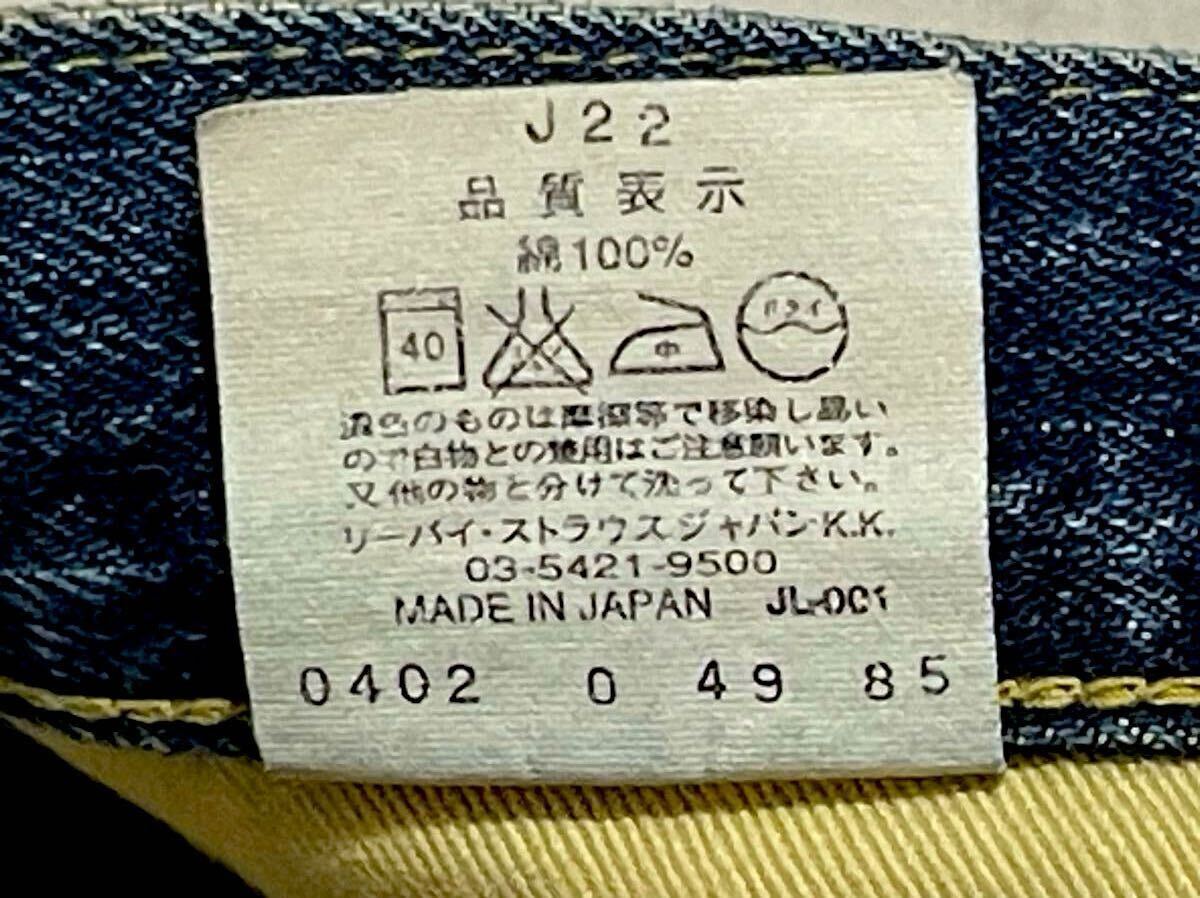 J22
品質表示
綿100%
40 中 ドライ
濃色のものは摩擦等で移染し易い
ので白物との着用はご注意願います。
又他の物と分けて洗って下さい。
リーバイ・ストラウスジャパンK.K.
03-5421-9500
MADE IN JAPAN JL-001
0402 0 49 85